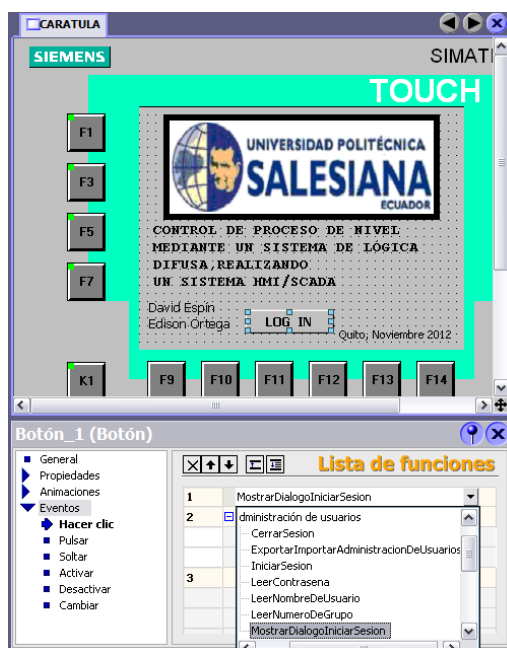 CARATULA
SIEMENS
SIMATI
TOUCH
F1
UNIVERSIDAD POLITÉCNICA
SALESIANA
ECUADOR
F3
F5
CONTROL DE PROCESO DE NIVEL
MEDIANTE UN SISTEMA DE LÓGICA
DIFUSA,REALIZANDO
F7
UN SISTEMA HMI/SCADA
David Espín
Edison Ortega
LOG IN
Quito, Noviembre 2012
K1
F9
F10
F11
F12
F13
F14
Botón_1 (Botón)
General
Propiedades
Animaciones
Eventos
Hacer clic
Pulsar
Soltar
Activar
Desactivar
Cambiar
Lista de funciones
1
MostrarDialogoIniciarSesion
2
dministración de usuarios
CerrarSesion
ExportarImportarAdministracionDeUsuarios
IniciarSesion
3
LeerContrasena
LeerNombreDeUsuario
LeerNumeroDeGrupo
MostrarDialogoIniciarSesion